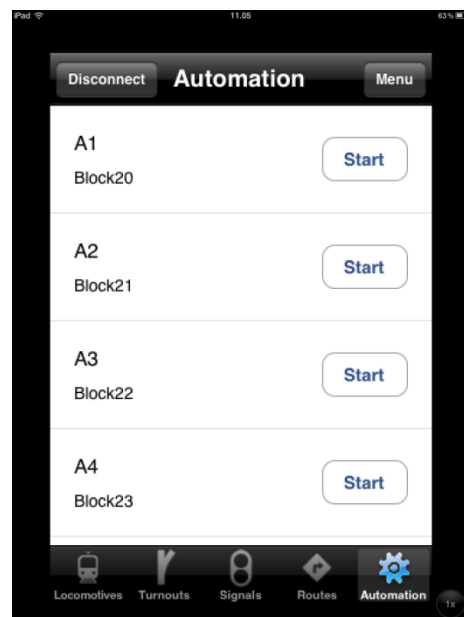 iPad 11.05 63%
Disconnect Automation Menu
A1
Block20
Start
A2
Block21
Start
A3
Block22
Start
A4
Block23
Start
Locomotives Turnouts Signals Routes Automation
1x